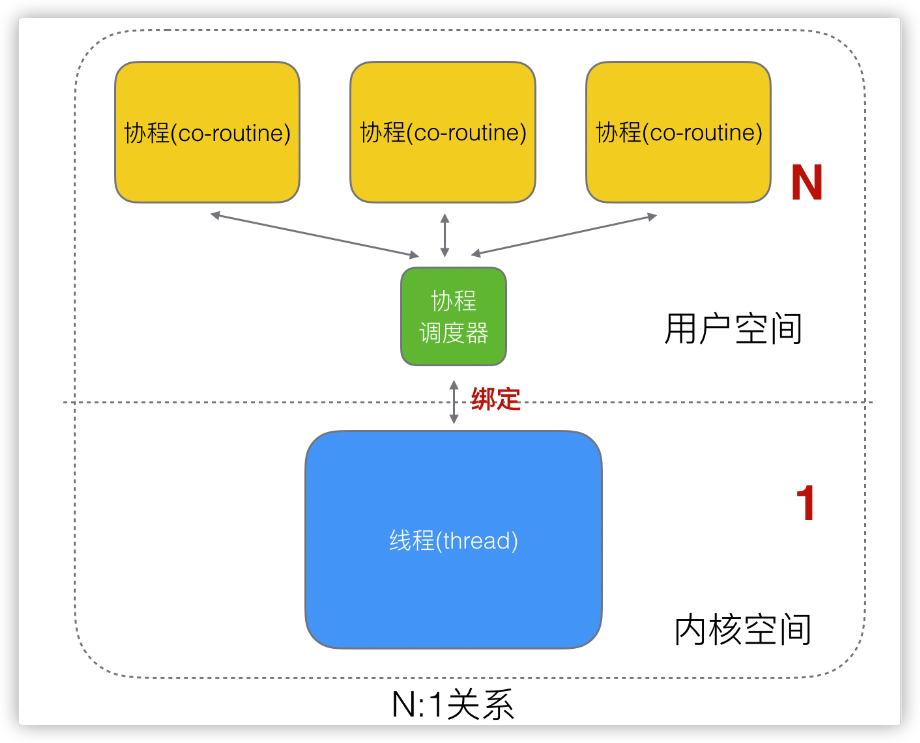 协程(co-routine)
协程(co-routine)
协程(co-routine)
N
协程
调度器
用户空间
绑定
1
线程(thread)
内核空间
N:1关系